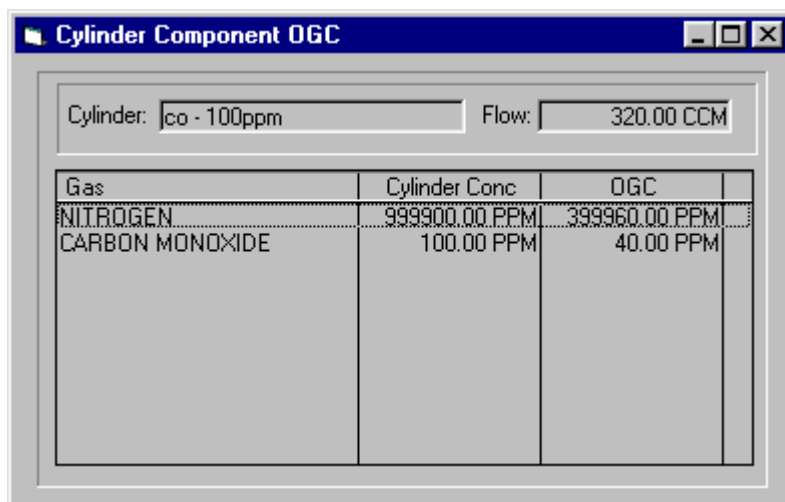 Cylinder Component OGC
Cylinder: co - 100ppm Flow: 320.00 CCM
Gas Cylinder Conc OGC
NITROGEN 999900.00 PPM 399960.00 PPM
CARBON MONOXIDE 100.00 PPM 40.00 PPM